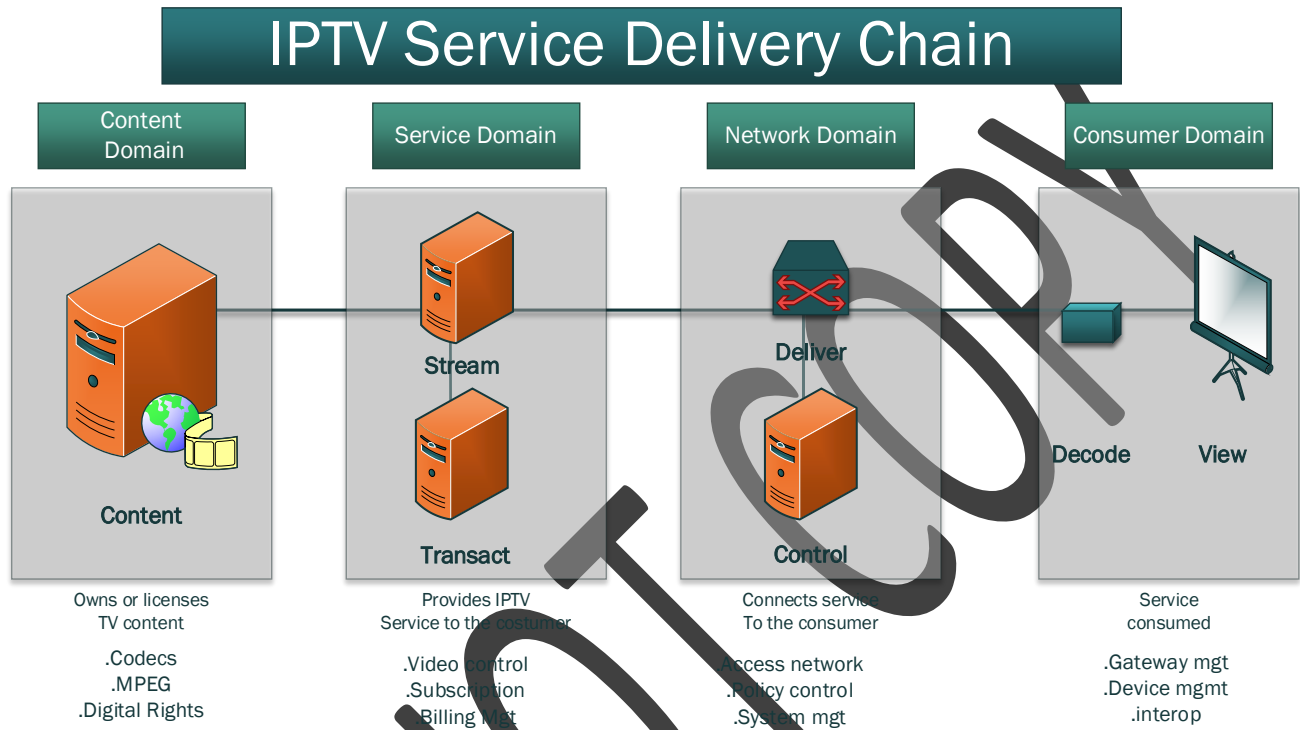 IPTV Service Delivery Chain
Content
Domain
Service Domain
Network Domain
Consumer Domain
Content
Stream
Transact
Deliver
Control
Decode
View
Owns or licenses
TV content
.Codecs
.MPEG
.Digital Rights
Provides IPTV
Service to the costumer
.Video control
.Subscription
.Billing Mgt
Connects service
To the consumer
.Access network
.Policy control
.System mgt
Service
consumed
.Gateway mgt
.Device mgmt
.interop
OT COPY